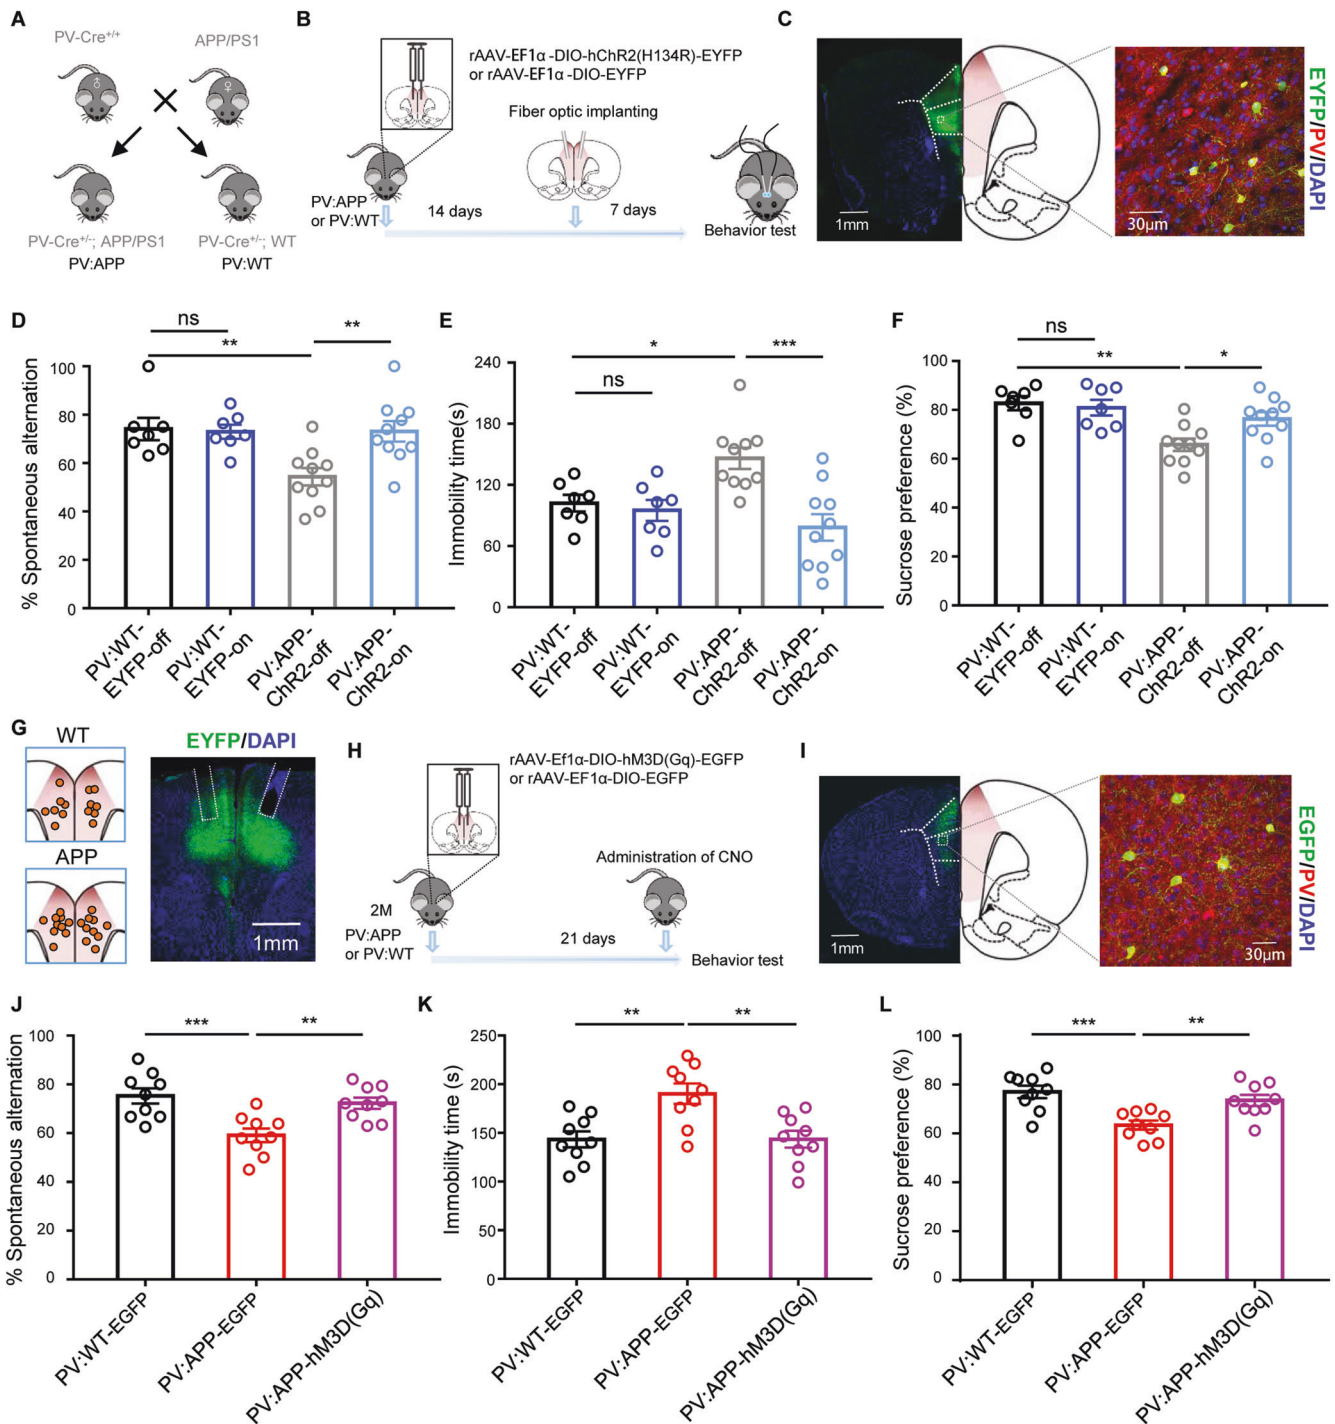 A
PV-Cre+/+
APP/PS1
♂
♀
PV-Cre+/-; APP/PS1
PV:APP
PV-Cre+/-; WT
PV:WT
B
rAAV-EF1α-DIO-hChR2(H134R)-EYFP
or rAAV-EF1α-DIO-EYFP
Fiber optic implanting
PV:APP
or PV:WT
14 days
7 days
Behavior test
C
1mm
30μm
EYFP/PV/DAPI
D
ns
**
**
% Spontaneous alternation
100
80
60
40
20
0
PV:WT-
EYFP-off
PV:WT-
EYFP-on
PV:APP-
ChR2-off
PV:APP-
ChR2-on
E
*
***
ns
Immobility time(s)
240
180
120
60
0
PV:WT-
EYFP-off
PV:WT-
EYFP-on
PV:APP-
ChR2-off
PV:APP-
ChR2-on
F
ns
**
*
Sucrose preference (%)
100
80
60
40
20
0
PV:WT-
EYFP-off
PV:WT-
EYFP-on
PV:APP-
ChR2-off
PV:APP-
ChR2-on
G
WT
APP
EYFP/DAPI
1mm
H
rAAV-Ef1α-DIO-hM3D(Gq)-EGFP
or rAAV-EF1α-DIO-EGFP
Administration of CNO
2M
PV:APP
or PV:WT
21 days
Behavior test
I
1mm
30μm
EGFP/PV/DAPI
J
***
**
% Spontaneous alternation
100
80
60
40
20
0
PV:WT-EGFP
PV:APP-EGFP
PV:APP-hM3D(Gq)
K
**
**
Immobility time (s)
250
200
150
100
50
0
PV:WT-EGFP
PV:APP-EGFP
PV:APP-hM3D(Gq)
L
***
**
Sucrose preference (%)
100
80
60
40
20
0
PV:WT-EGFP
PV:APP-EGFP
PV:APP-hM3D(Gq)